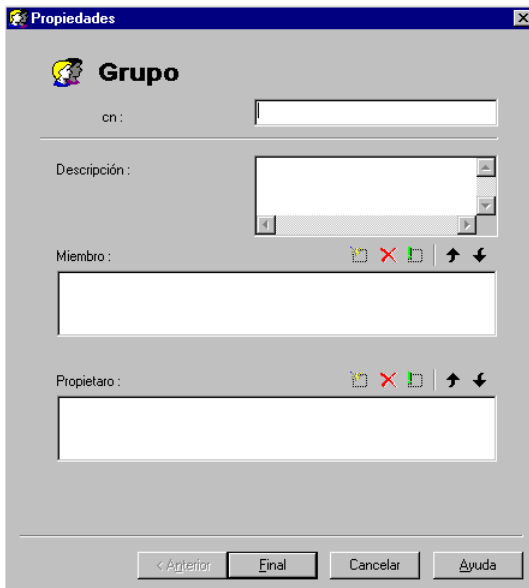 Propiedades
Grupo
cn :
Descripción :
Miembro :
Propietaro :
< Anterior Final Cancelar Ayuda